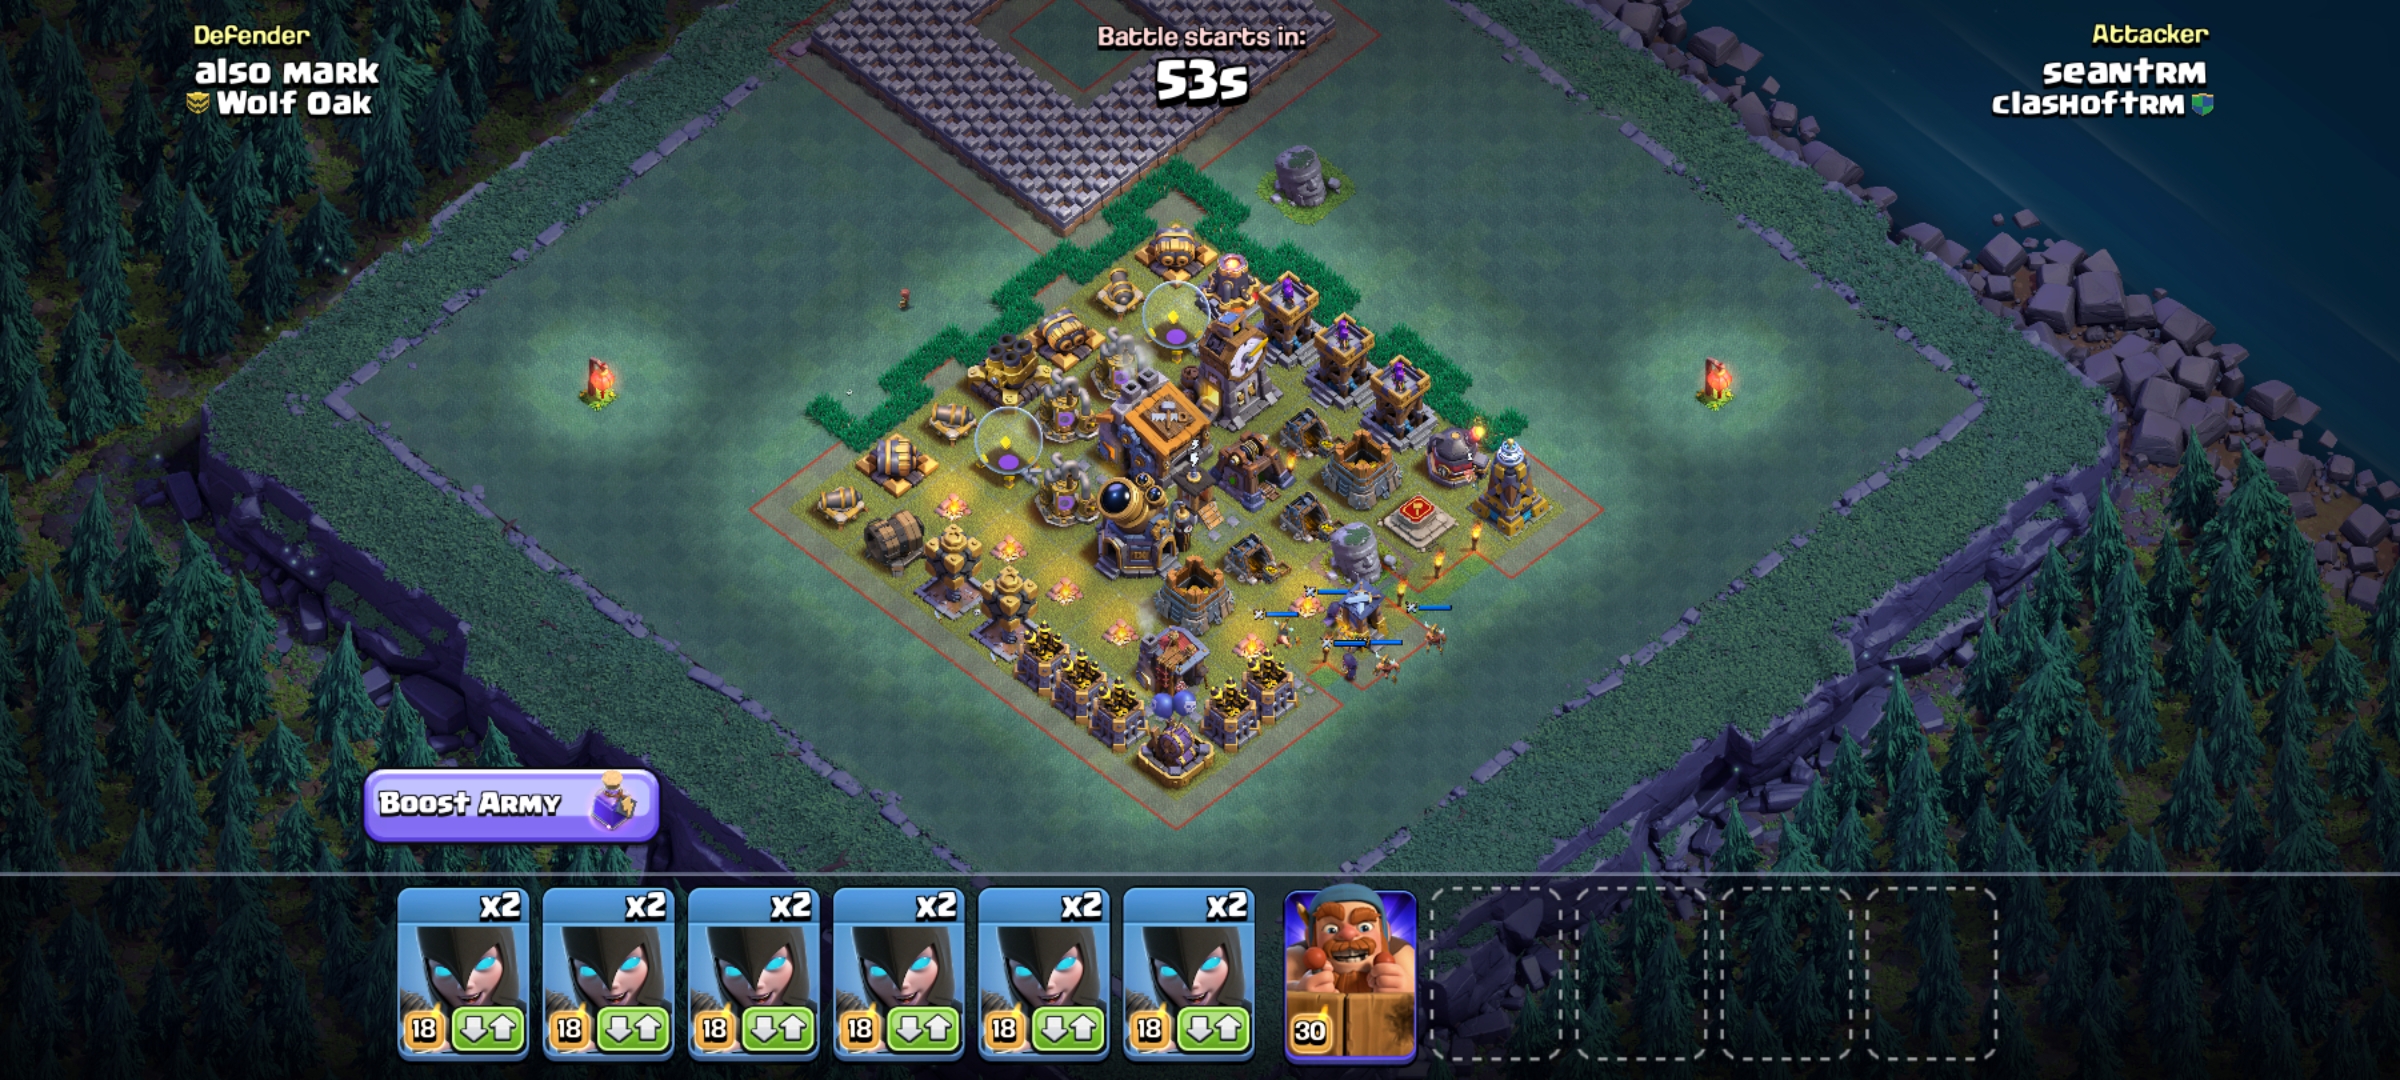 Defender
also mark
Wolf Oak
Battle starts in:
53s
Attacker
seantRM
clashoftRM
Boost Army
x2
x2
x2
x2
x2
x2
18
18
18
18
18
18
30